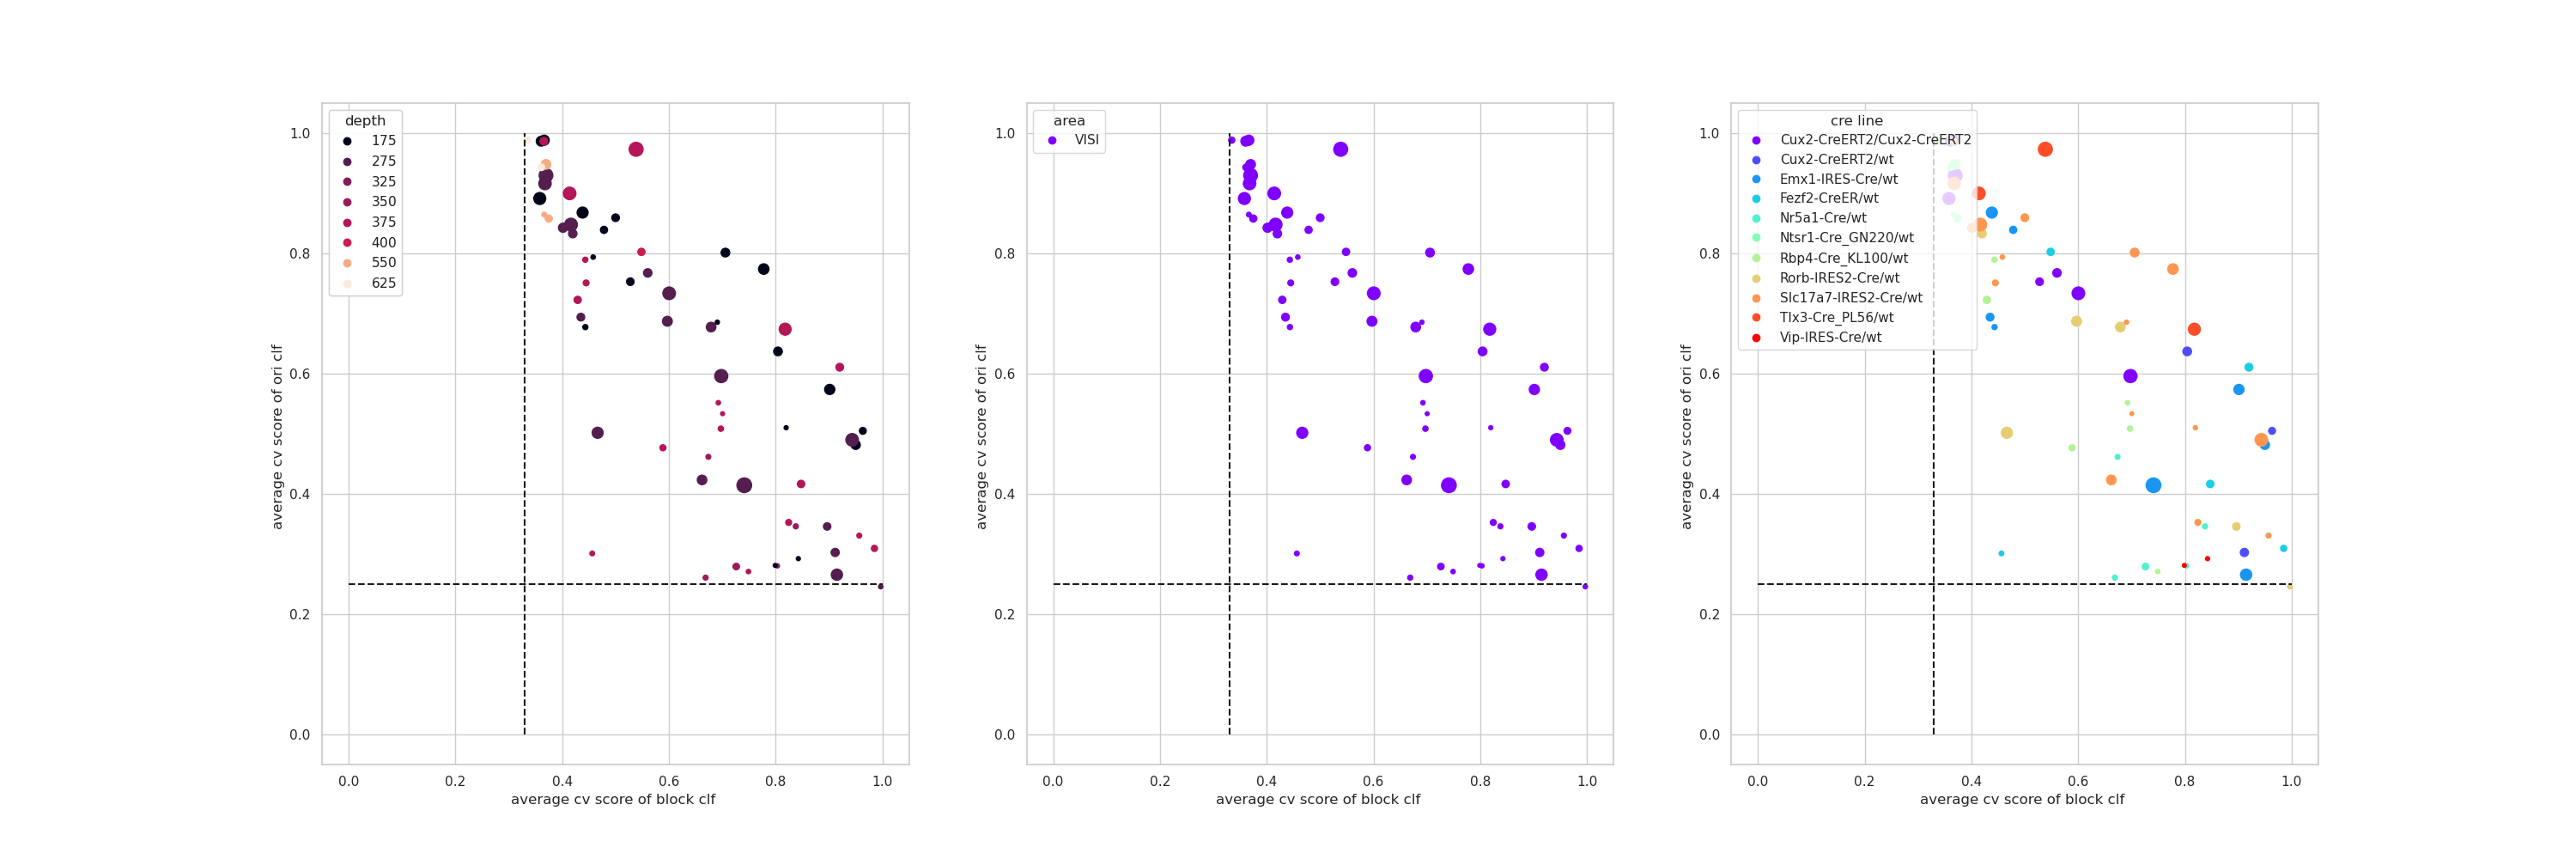 depth
175
275
325
350
375
400
550
625
1.0
0.8
0.6
0.4
0.2
0.0
average cv score of ori clf
0.0 0.2 0.4 0.6 0.8 1.0
average cv score of block clf
area
VISl
1.0
0.8
0.6
0.4
0.2
0.0
average cv score of ori clf
0.0 0.2 0.4 0.6 0.8 1.0
average cv score of block clf
cre line
Cux2-CreERT2/Cux2-CreERT2
Cux2-CreERT2/wt
Emx1-IRES-Cre/wt
Fezf2-CreER/wt
Nr5a1-Cre/wt
Ntsr1-Cre_GN220/wt
Rbp4-Cre_KL100/wt
Rorb-IRES2-Cre/wt
Slc17a7-IRES2-Cre/wt
Tlx3-Cre_PL56/wt
Vip-IRES-Cre/wt
1.0
0.8
0.6
0.4
0.2
0.0
average cv score of ori clf
0.0 0.2 0.4 0.6 0.8 1.0
average cv score of block clf